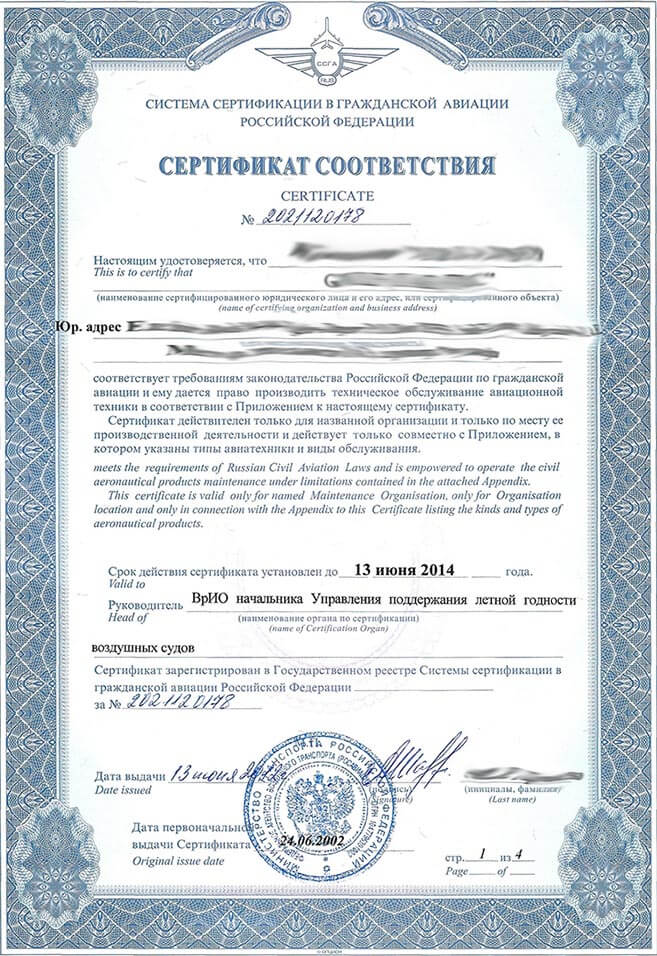 ССГА
СИСТЕМА СЕРТИФИКАЦИИ В ГРАЖДАНСКОЙ АВИАЦИИ
РОССИЙСКОЙ ФЕДЕРАЦИИ
СЕРТИФИКАТ СООТВЕТСТВИЯ
CERTIFICATE
№ 2021120178
Настоящим удостоверяется, что
This is to certify that
(наименование сертифицированного юридического лица и его адрес, или сертифицированного объекта)
(name of certifying organization and business address)
Юр. адрес
соответствует требованиям законодательства Российской Федерации по гражданской
авиации и ему дается право производить техническое обслуживание авиационной
техники в соответствии с Приложением к настоящему сертификату.
Сертификат действителен только для названной организации и только по месту ее
производственной деятельности и действует только совместно с Приложением, в
котором указаны типы авиатехники и виды обслуживания.
meets the requirements of Russian Civil Aviation Laws and is empowered to operate the civil
aeronautical products maintenance under limitations contained in the attached Appendix.
This certificate is valid only for named Maintenance Organisation, only for Organisation
location and only in connection with the Appendix to this Certificate listing the kinds and types of
aeronautical products.
Срок действия сертификата установлен до 13 июня 2014 года.
Valid to
Руководитель ВрИО начальника Управления поддержания летной годности
Head of (наименование органа по сертификации)
(name of Certification Organ)
воздушных судов
Сертификат зарегистрирован в Государственном реестре Системы сертификации в
гражданской авиации Российской Федерации
за № 2021120178
Дата выдачи 13 июня
Date issued
(подпись) (инициалы, фамилия)
Signature) (Last name)
МИНИСТЕРСТВО ТРАНСПОРТА РОССИЙСКОЙ ФЕДЕРАЦИИ
Дата первоначальной
выдачи Сертификата 24.06.2002
Original issue date
стр. 1 из 4
Page of